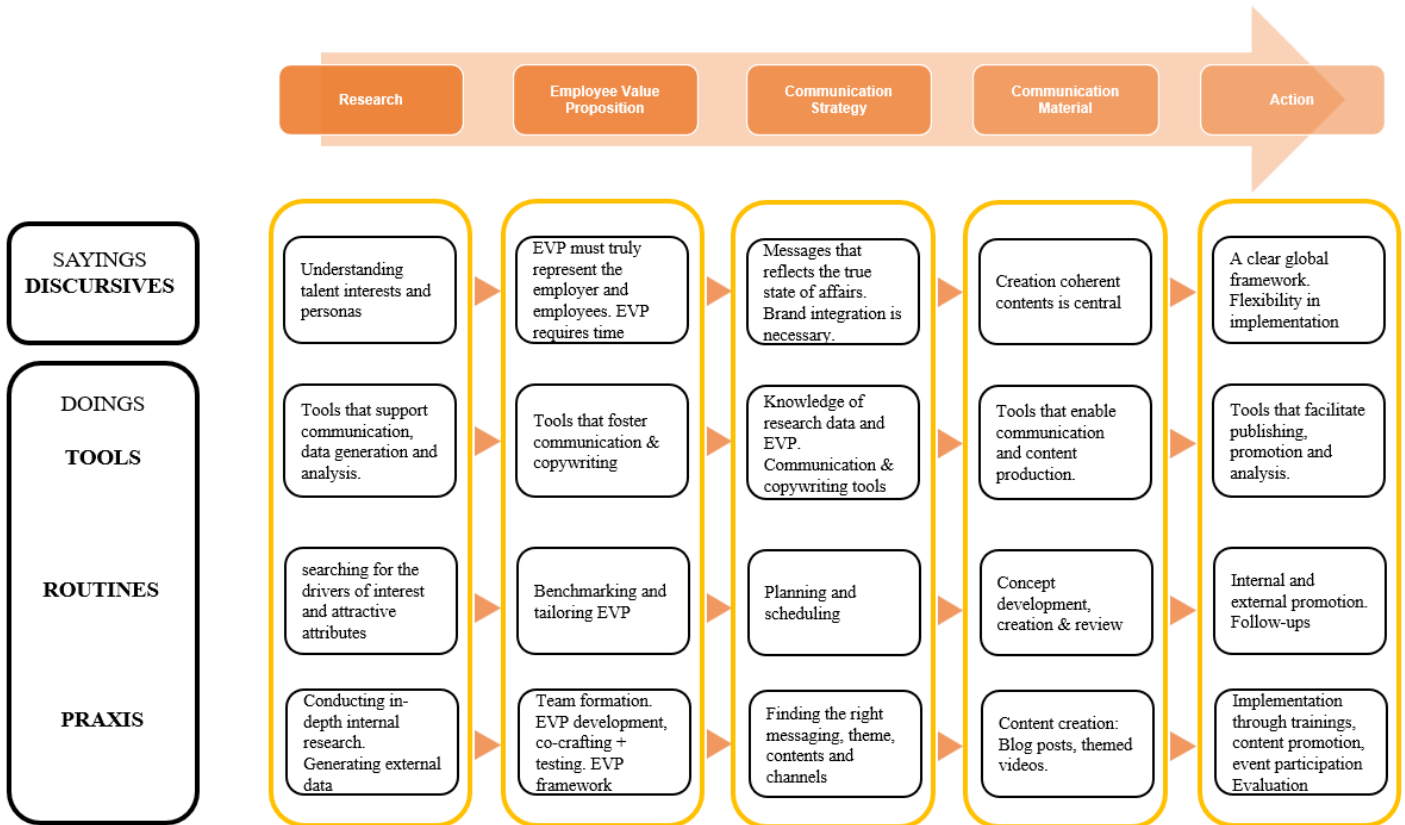 Research
Employee Value
Proposition
Communication
Strategy
Communication
Material
Action
SAYINGS
DISCURSIVES
Understanding
talent interests and
personas
EVP must truly
represent the
employer and
employees. EVP
requires time
Messages that
reflects the true
state of affairs.
Brand integration is
necessary.
Creation coherent
contents is central
A clear global
framework.
Flexibility in
implementation
DOINGS
TOOLS
Tools that support
communication,
data generation and
analysis.
Tools that foster
communication &
copywriting
Knowledge of
research data and
EVP.
Communication &
copywriting tools
Tools that enable
communication
and content
production.
Tools that facilitate
publishing,
promotion and
analysis.
ROUTINES
searching for the
drivers of interest
and attractive
attributes
Benchmarking and
tailoring EVP
Planning and
scheduling
Concept
development,
creation & review
Internal and
external promotion.
Follow-ups
PRAXIS
Conducting in-
depth internal
research.
Generating external
data
Team formation.
EVP development,
co-crafting +
testing. EVP
framework
Finding the right
messaging, theme,
contents and
channels
Content creation:
Blog posts, themed
videos.
Implementation
through trainings,
content promotion,
event participation
Evaluation